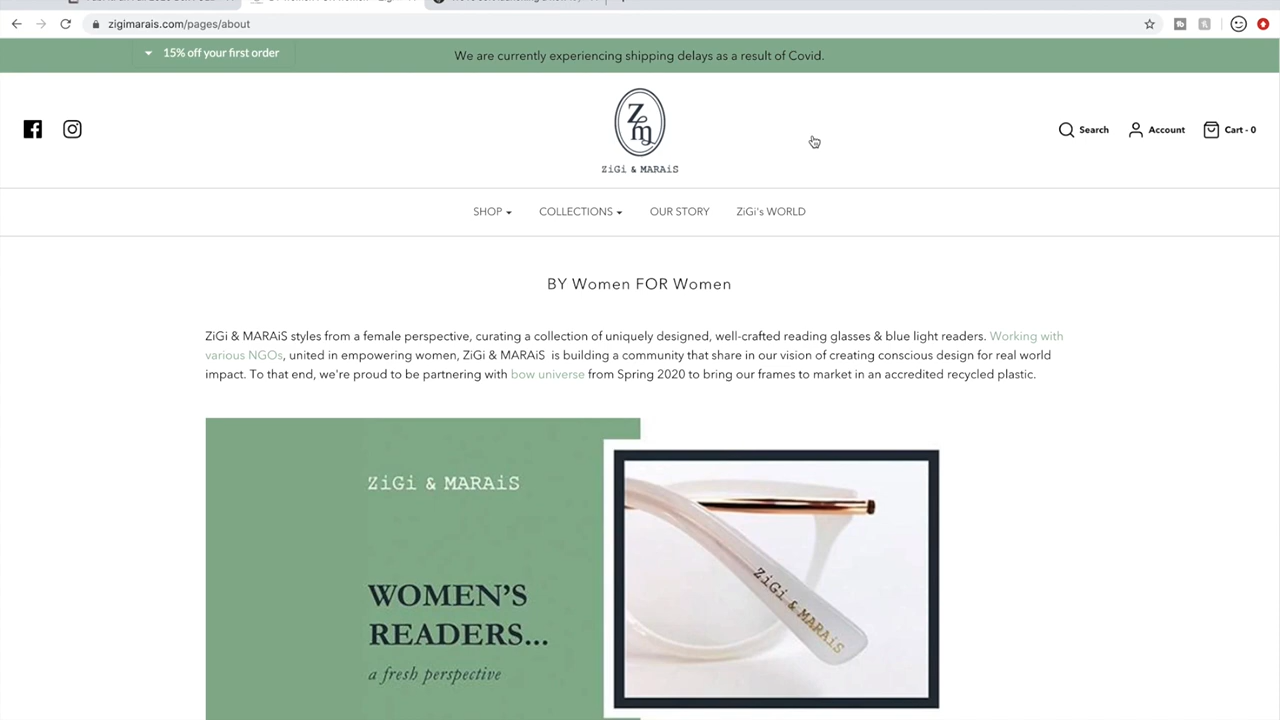 zigimarais.com/pages/about
15% off your first order
We are currently experiencing shipping delays as a result of Covid.
Zm
ZiGi & MARAiS
Search
Account
Cart - 0
SHOP
COLLECTIONS
OUR STORY
ZiGi's WORLD
BY Women FOR Women
ZiGi & MARAiS styles from a female perspective, curating a collection of uniquely designed, well-crafted reading glasses & blue light readers. Working with
various NGOs, united in empowering women, ZiGi & MARAiS is building a community that share in our vision of creating conscious design for real world
impact. To that end, we're proud to be partnering with bow universe from Spring 2020 to bring our frames to market in an accredited recycled plastic.
ZiGi & MARAiS
WOMEN'S
READERS...
a fresh perspective
ZiGi & MARAiS